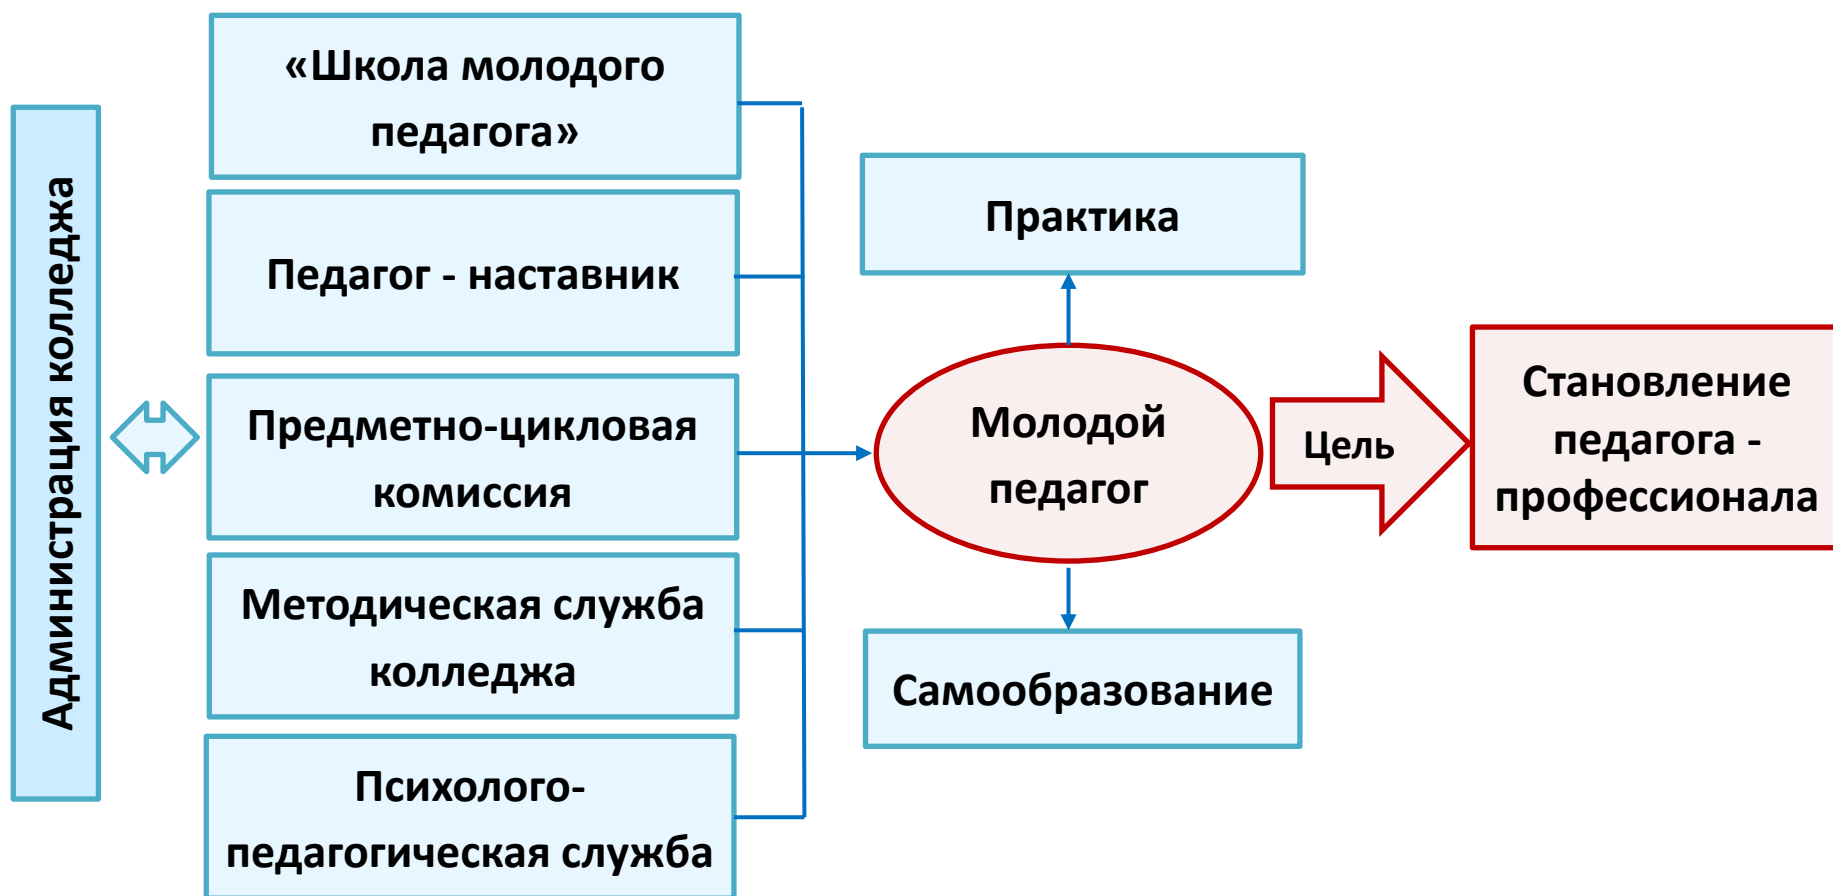 Администрация колледжа
«Школа молодого
педагога»
Педагог - наставник
Предметно-цикловая
комиссия
Методическая служба
колледжа
Психолого-
педагогическая служба
Практика
Молодой
педагог
Самообразование
Цель
Становление
педагога -
профессионала